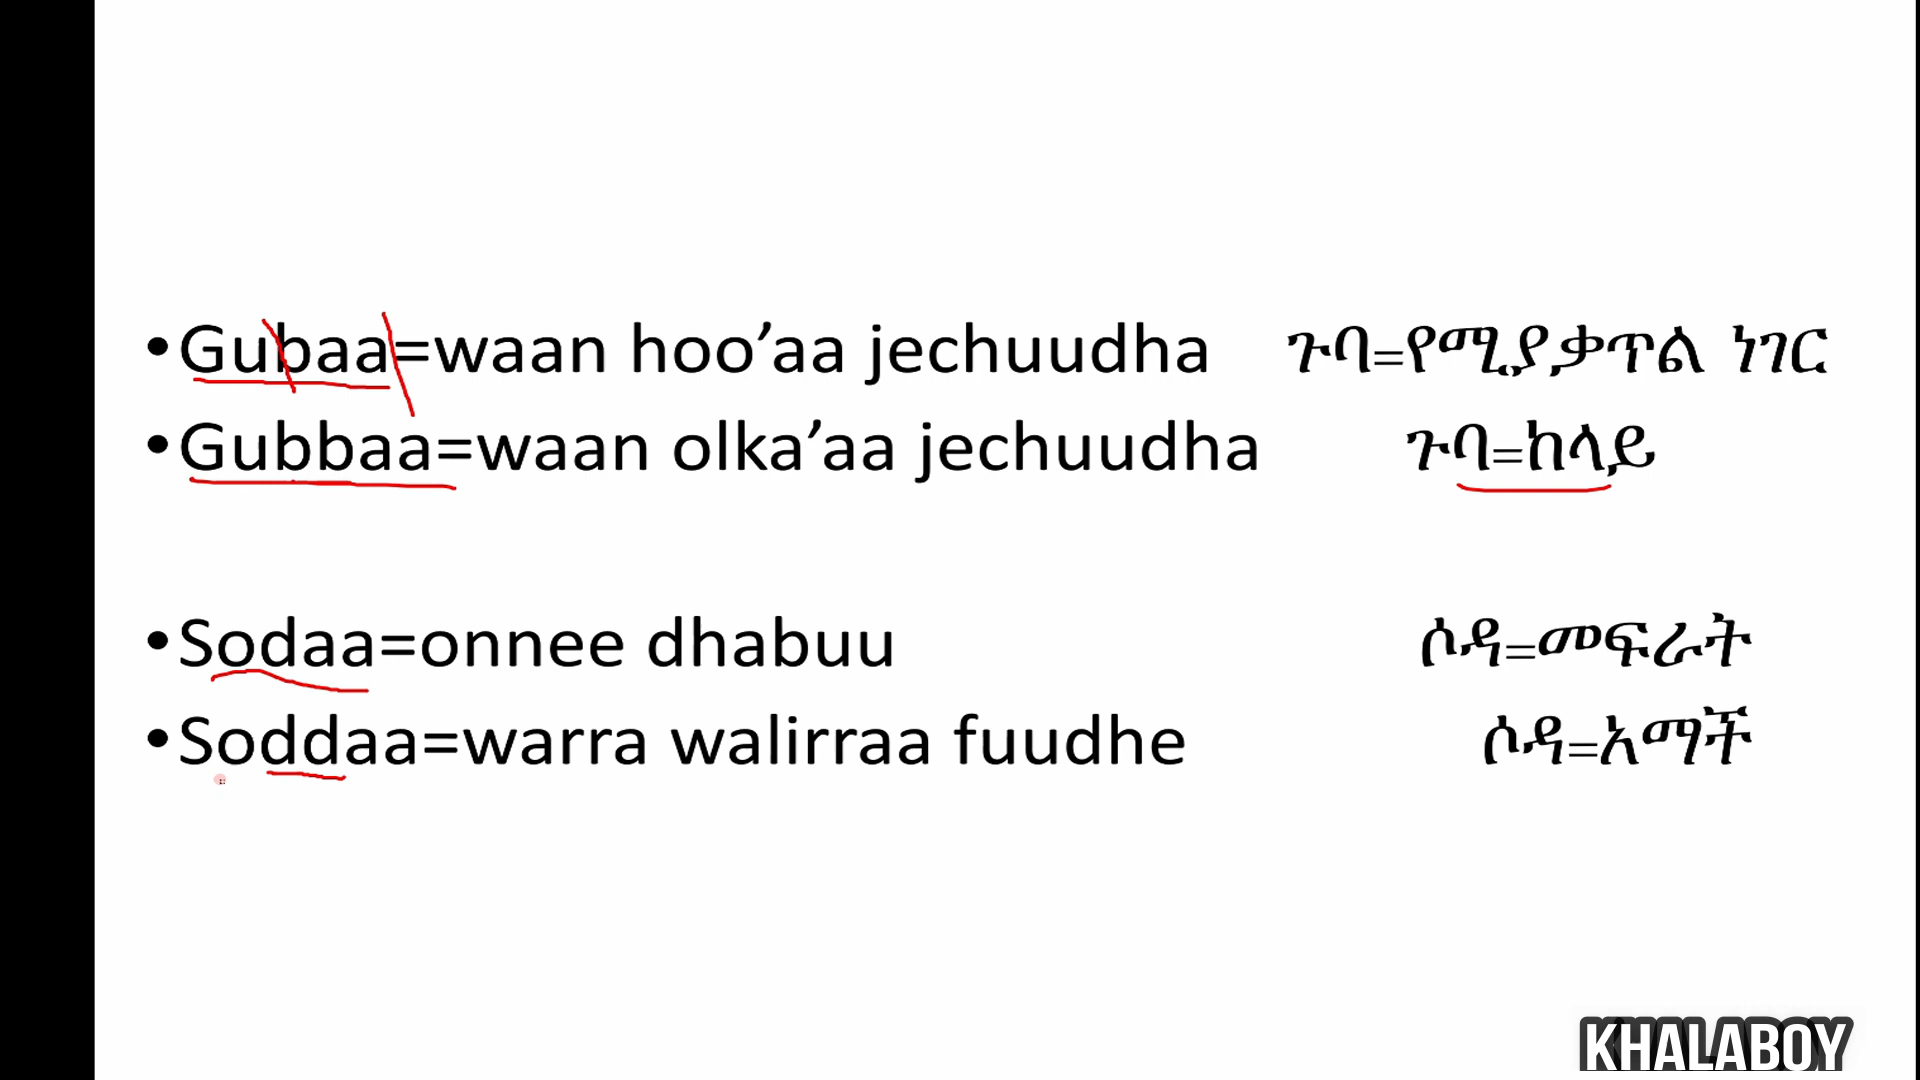 •Gubaa=waan hoo’aa jechuudha ጉባ=የሚያቃጥል ነገር
•Gubbaa=waan olka’aa jechuudha ጉባ=ከላይ
•Sodaa=onnee dhabuu ሶዳ=መፍራት
•Soddaa=warra walirraa fuudhe ሶዳ=አማች
KHALABOY